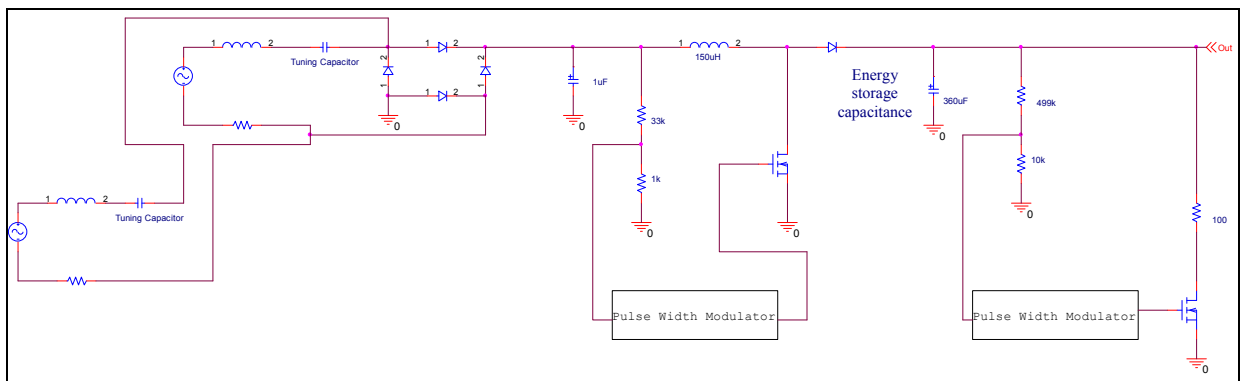 1
2
Tuning Capacitor
1
2
Tuning Capacitor
2
1
0
1
2
1
2
2
1
1uF
0
33k
1k
0
1
2
150uH
0
Pulse Width Modulator
Energy
storage
capacitance
360uF
0
499k
10k
0
Pulse Width Modulator
Out
100
0